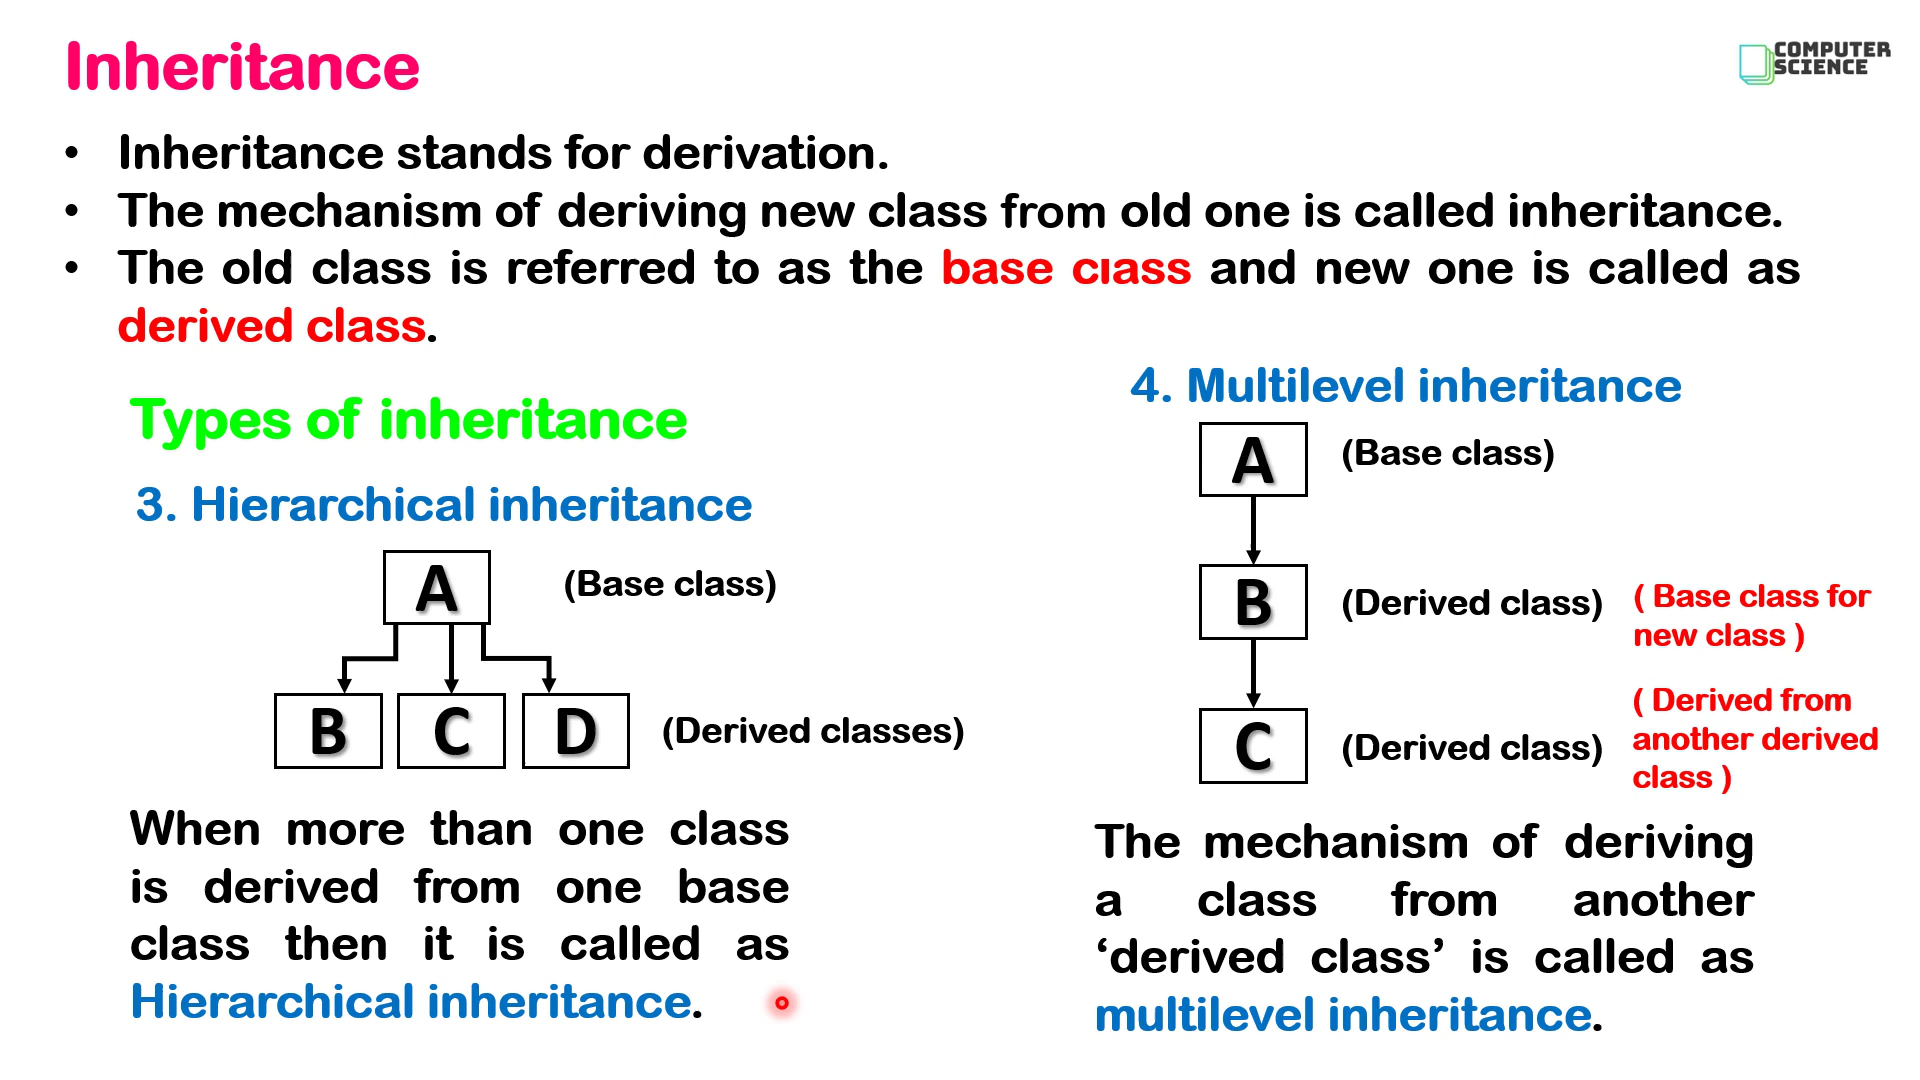 Inheritance
COMPUTER
SCIENCE
• Inheritance stands for derivation.
• The mechanism of deriving new class from old one is called inheritance.
• The old class is referred to as the base class and new one is called as
derived class.
Types of inheritance
3. Hierarchical inheritance
A (Base class)
B C D (Derived classes)
When more than one class
is derived from one base
class then it is called as
Hierarchical inheritance.
4. Multilevel inheritance
A (Base class)
B (Derived class) ( Base class for
new class )
C (Derived class) ( Derived from
another derived
class )
The mechanism of deriving
a class from another
‘derived class’ is called as
multilevel inheritance.